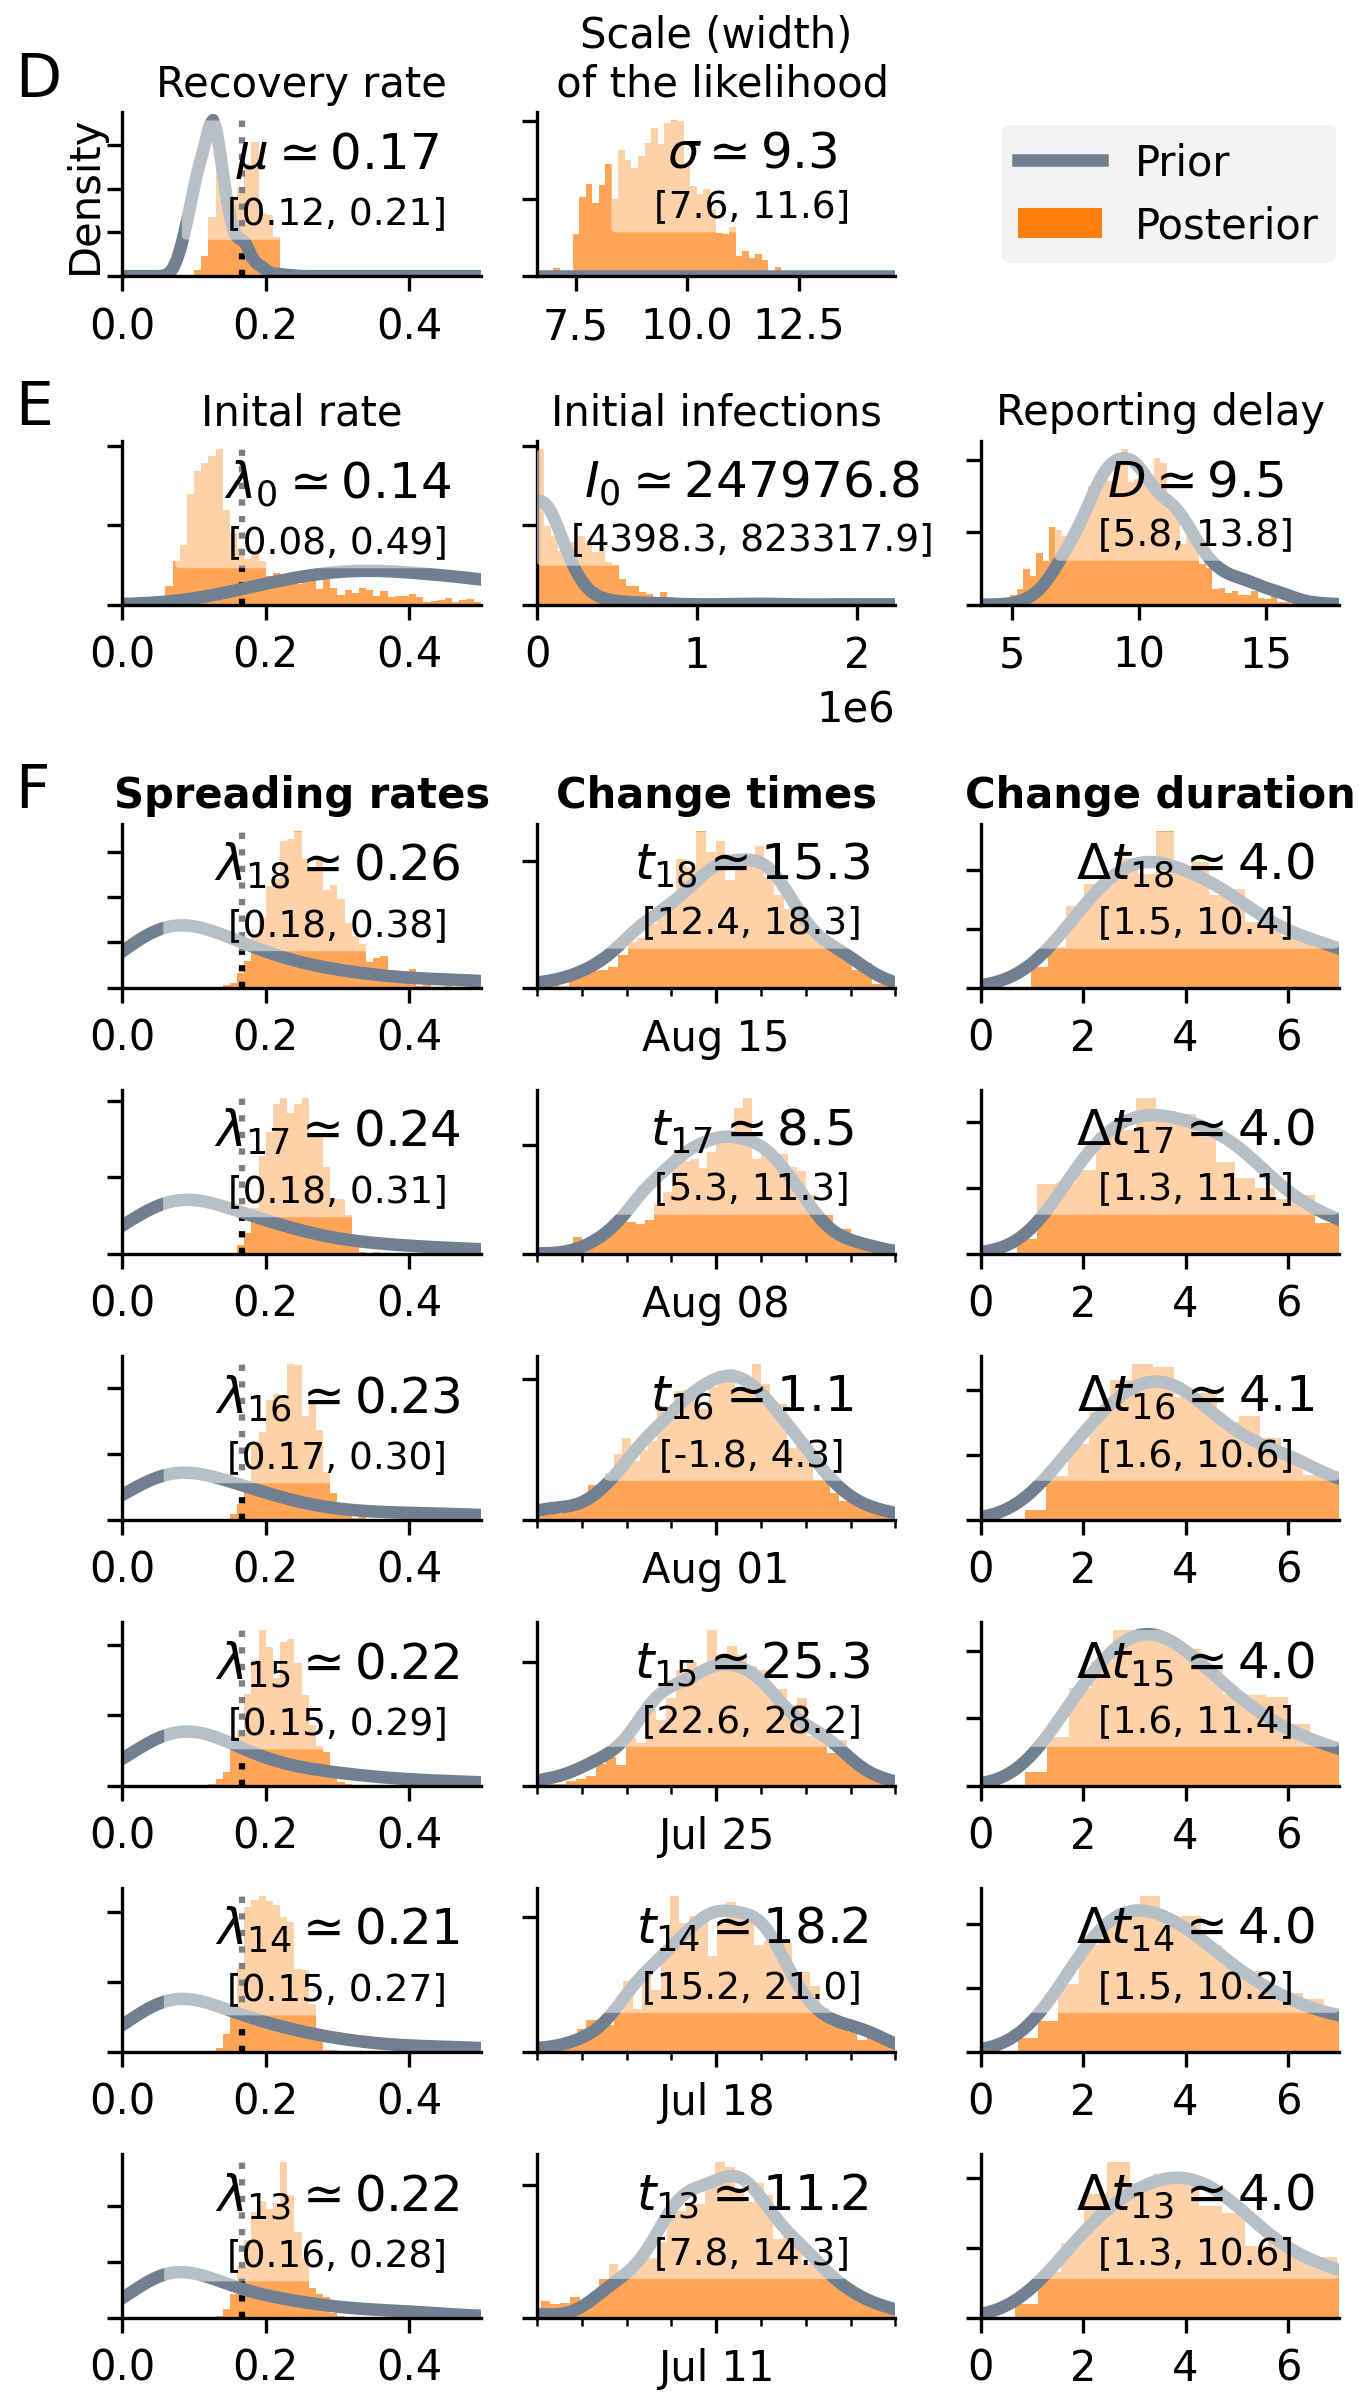 D
Recovery rate
Scale (width)
of the likelihood
Density
μ ≃ 0.17
[0.12, 0.21]
0.0 0.2 0.4
σ ≃ 9.3
[7.6, 11.6]
7.5 10.0 12.5
Prior
Posterior
E
Inital rate
λ0 ≃ 0.14
[0.08, 0.49]
0.0 0.2 0.4
Initial infections
I0 ≃ 247976.8
[4398.3, 823317.9]
0 1 2
1e6
Reporting delay
D ≃ 9.5
[5.8, 13.8]
5 10 15
F
Spreading rates
Change times
Change duration
λ18 ≃ 0.26
[0.18, 0.38]
0.0 0.2 0.4
t18 ≃ 15.3
[12.4, 18.3]
Aug 15
Δt18 ≃ 4.0
[1.5, 10.4]
0 2 4 6
λ17 ≃ 0.24
[0.18, 0.31]
0.0 0.2 0.4
t17 ≃ 8.5
[5.3, 11.3]
Aug 08
Δt17 ≃ 4.0
[1.3, 11.1]
0 2 4 6
λ16 ≃ 0.23
[0.17, 0.30]
0.0 0.2 0.4
t16 ≃ 1.1
[-1.8, 4.3]
Aug 01
Δt16 ≃ 4.1
[1.6, 10.6]
0 2 4 6
λ15 ≃ 0.22
[0.15, 0.29]
0.0 0.2 0.4
t15 ≃ 25.3
[22.6, 28.2]
Jul 25
Δt15 ≃ 4.0
[1.6, 11.4]
0 2 4 6
λ14 ≃ 0.21
[0.15, 0.27]
0.0 0.2 0.4
t14 ≃ 18.2
[15.2, 21.0]
Jul 18
Δt14 ≃ 4.0
[1.5, 10.2]
0 2 4 6
λ13 ≃ 0.22
[0.16, 0.28]
0.0 0.2 0.4
t13 ≃ 11.2
[7.8, 14.3]
Jul 11
Δt13 ≃ 4.0
[1.3, 10.6]
0 2 4 6